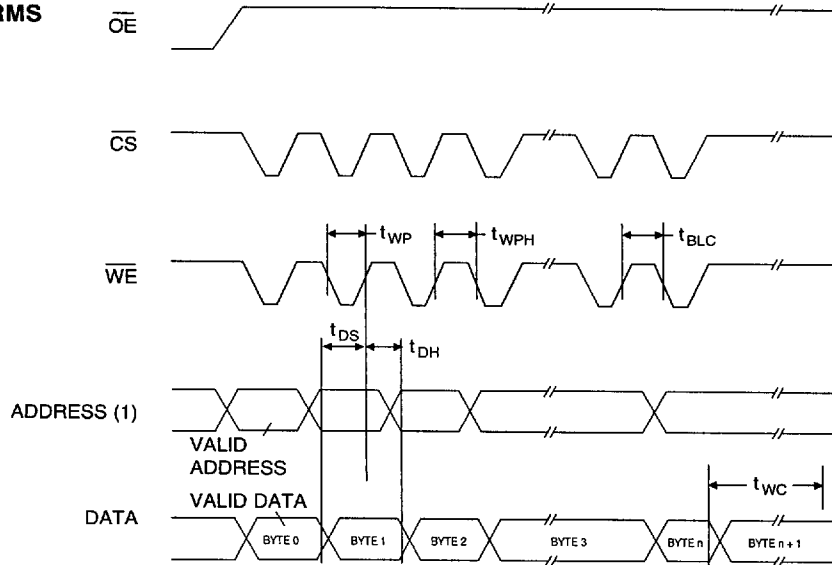 RMS
OE
CS
tWP
tWPH
tBLC
WE
tDS
tDH
ADDRESS (1)
VALID
ADDRESS
tWC
VALID DATA
DATA
BYTE 0
BYTE 1
BYTE 2
BYTE 3
BYTE n
BYTE n + 1